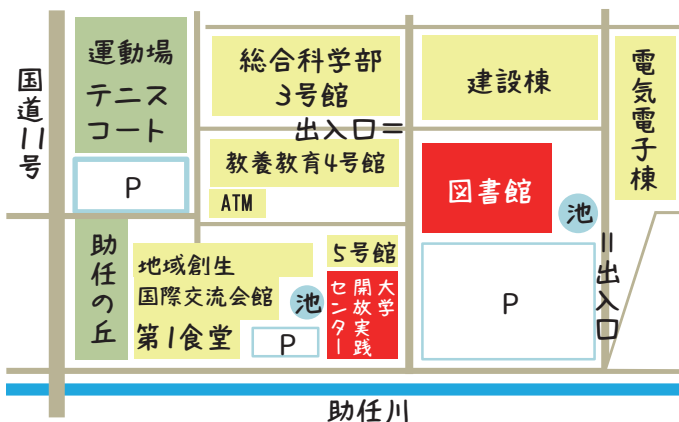 国道11号
運動場
テニス
コート
P
総合科学部
3号館
出入口＝
教養教育4号館
ATM
建設棟
電気電子棟
図書館
池
＝出入口
P
助任の丘
地域創生
国際交流会館
第1食堂
池
P
5号館
大学
開放実践
センター
助任川